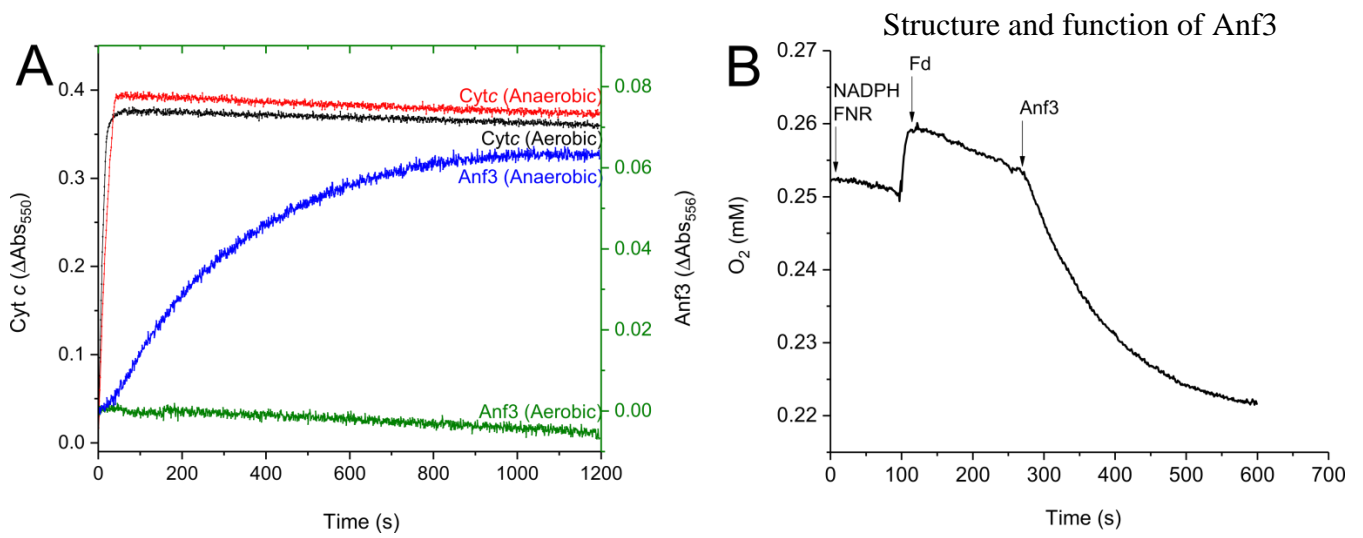 Structure and function of Anf3
A
Cyt c (ΔAbs550)
0.4
0.3
0.2
0.1
0.0
0 200 400 600 800 1000 1200
Time (s)
Cytc (Anaerobic)
Cytc (Aerobic)
Anf3 (Anaerobic)
Anf3 (Aerobic)
0.08
0.06
0.04
0.02
0.00
Anf3 (ΔAbs556)
B
O2 (mM)
0.27
0.26
0.25
0.24
0.23
0.22
NADPH
FNR
Fd
Anf3
0 100 200 300 400 500 600 700
Time (s)